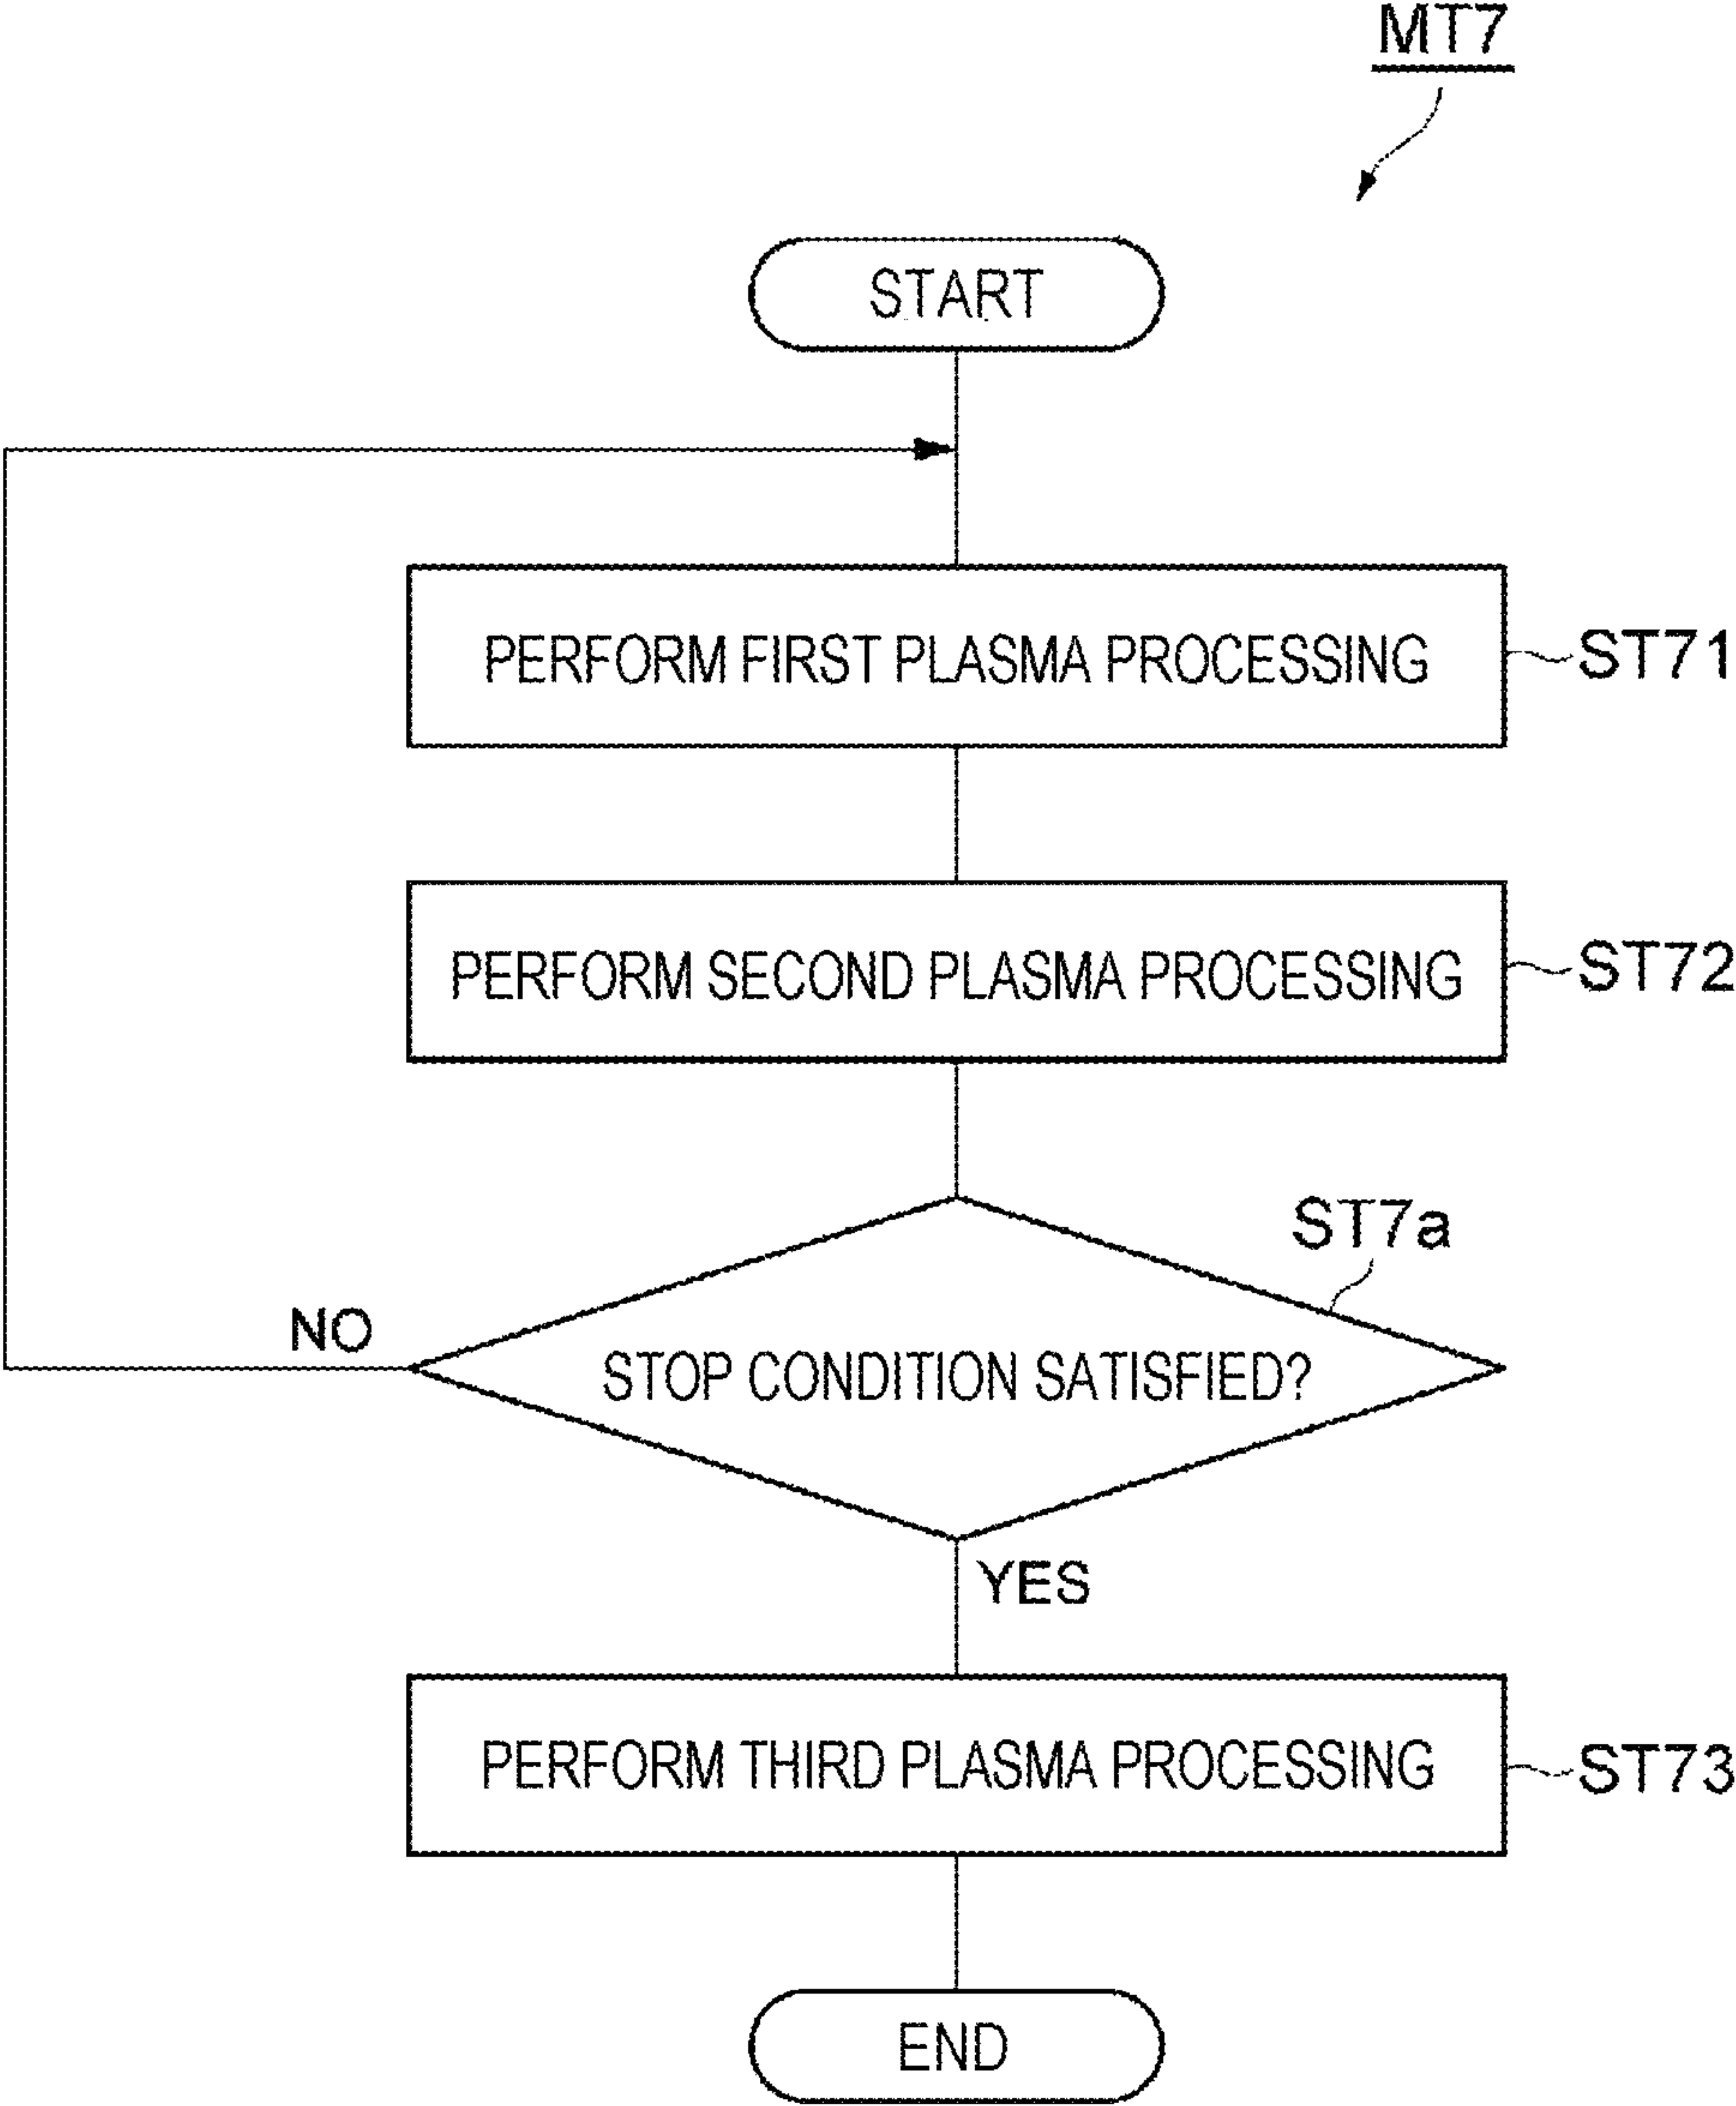 MT7
START
PERFORM FIRST PLASMA PROCESSING
ST71
PERFORM SECOND PLASMA PROCESSING
ST72
ST7a
NO
STOP CONDITION SATISFIED?
YES
PERFORM THIRD PLASMA PROCESSING
ST73
END